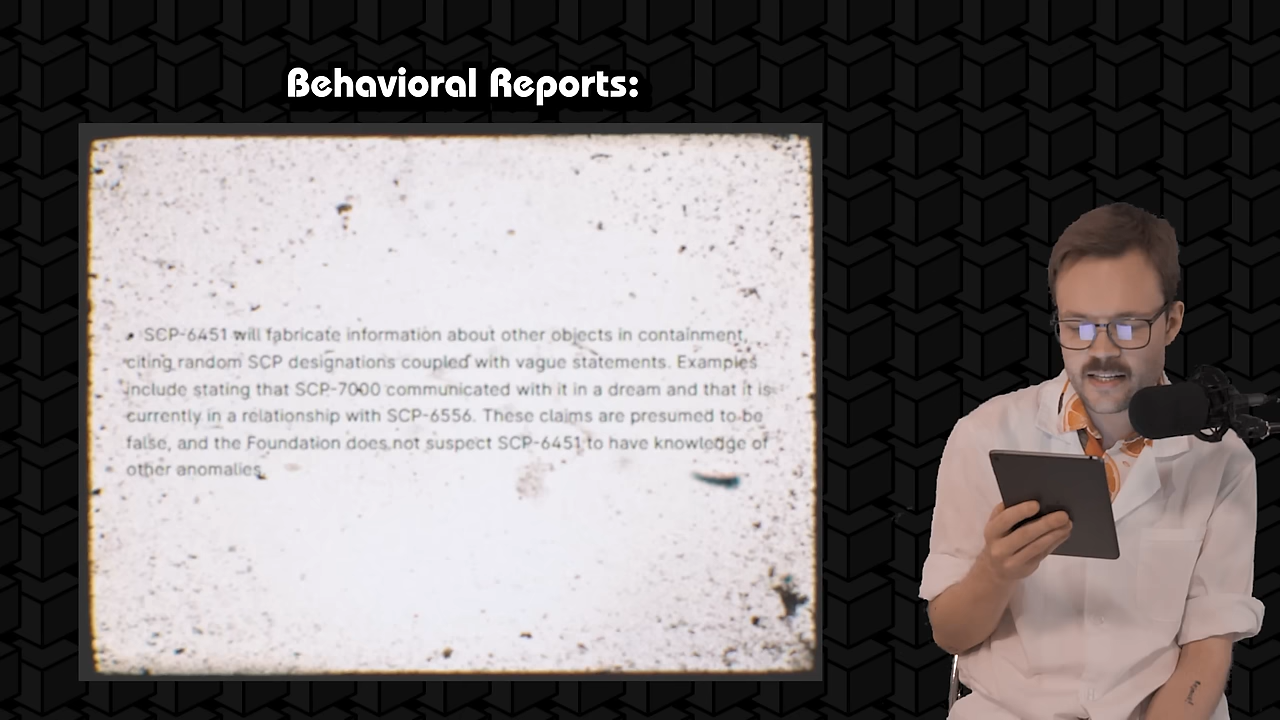 Behavioral Reports:
• SCP-6451 will fabricate information about other objects in containment,
citing random SCP designations coupled with vague statements. Examples
include stating that SCP-7000 communicated with it in a dream and that it is
currently in a relationship with SCP-6556. These claims are presumed to be
false, and the Foundation does not suspect SCP-6451 to have knowledge of
other anomalies.